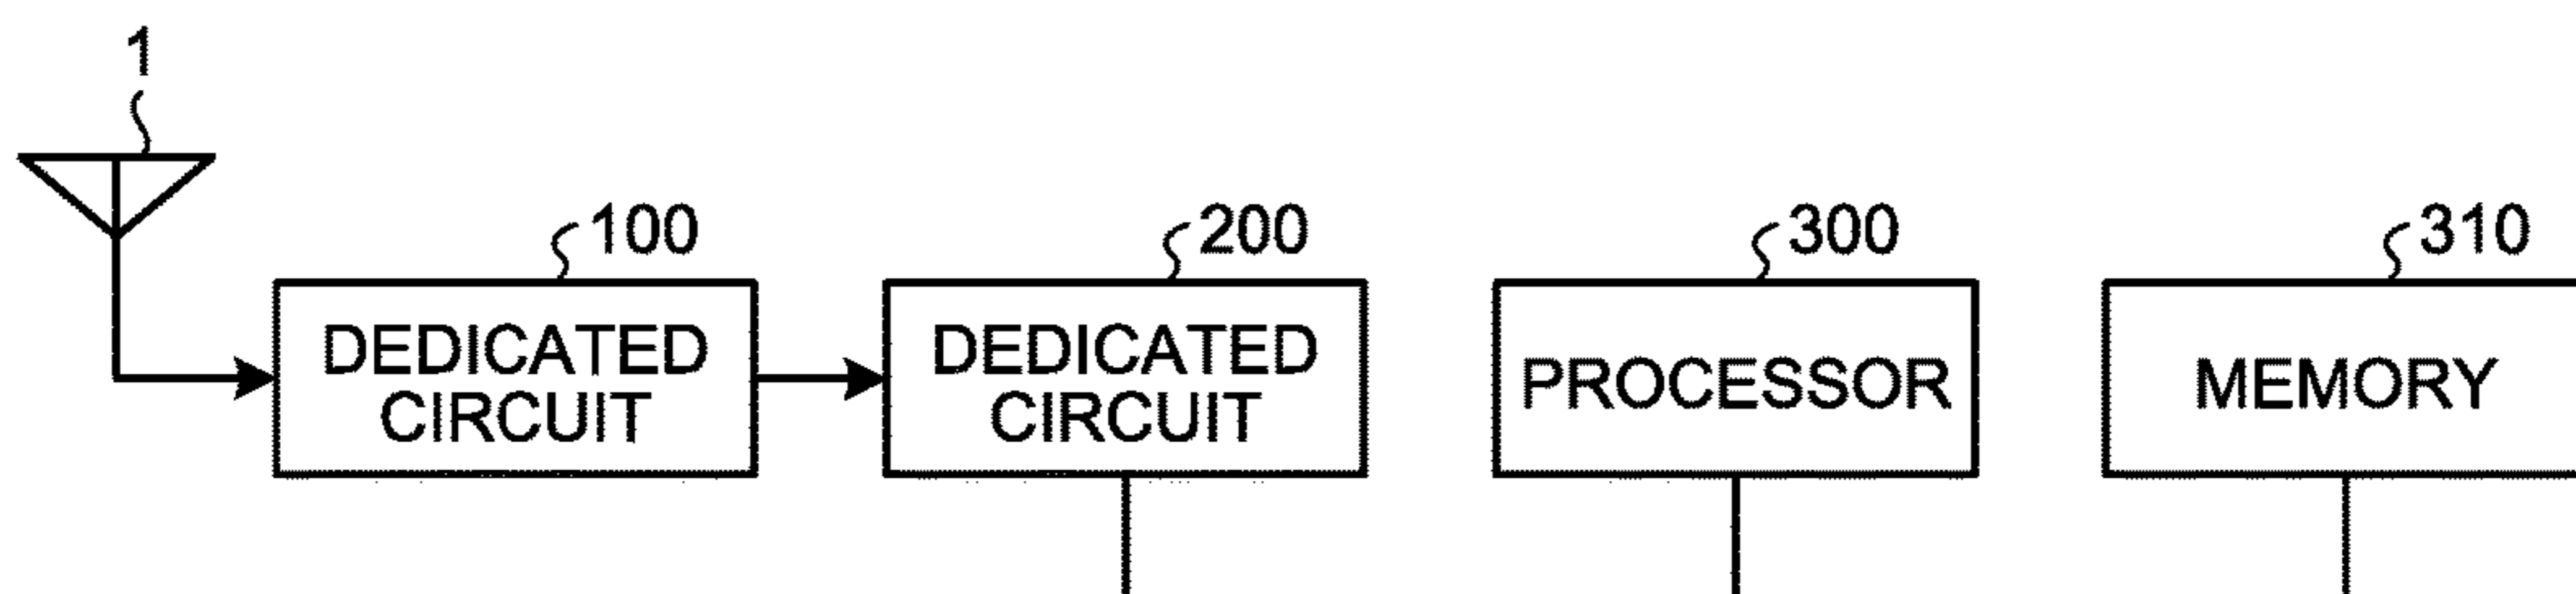 1
100
200
300
310
DEDICATED
CIRCUIT
DEDICATED
CIRCUIT
PROCESSOR
MEMORY